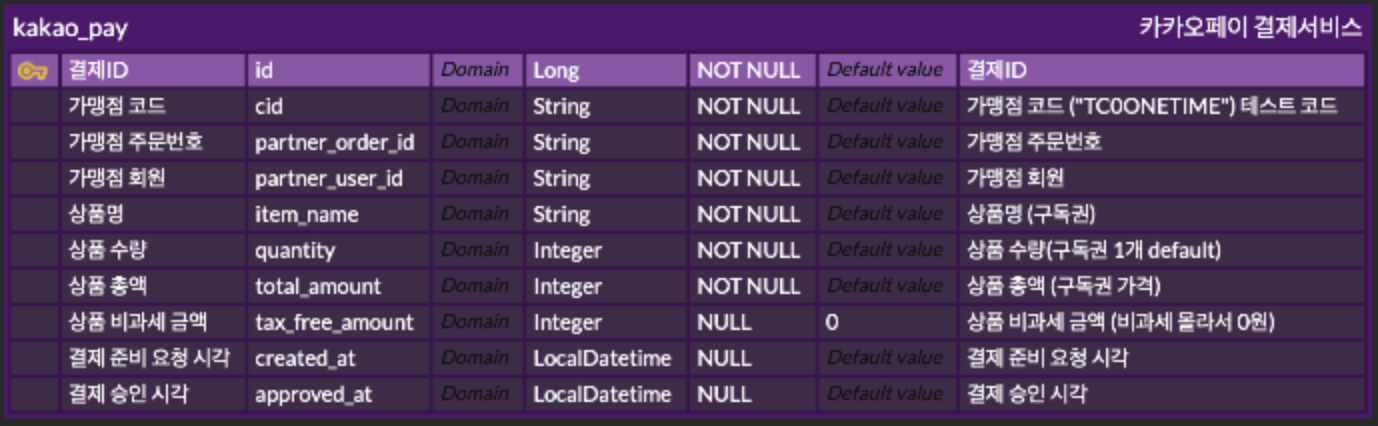 kakao_pay 카카오페이 결제서비스
결제ID id Domain Long NOT NULL Default value 결제ID
가맹점 코드 cid Domain String NOT NULL Default value 가맹점 코드 ("TC0ONETIME") 테스트 코드
가맹점 주문번호 partner_order_id Domain String NOT NULL Default value 가맹점 주문번호
가맹점 회원 partner_user_id Domain String NOT NULL Default value 가맹점 회원
상품명 item_name Domain String NOT NULL Default value 상품명 (구독권)
상품 수량 quantity Domain Integer NOT NULL Default value 상품 수량(구독권 1개 default)
상품 총액 total_amount Domain Integer NOT NULL Default value 상품 총액 (구독권 가격)
상품 비과세 금액 tax_free_amount Domain Integer NULL 0 상품 비과세 금액 (비과세 몰라서 0원)
결제 준비 요청 시각 created_at Domain LocalDatetime NULL Default value 결제 준비 요청 시각
결제 승인 시각 approved_at Domain LocalDatetime NULL Default value 결제 승인 시각